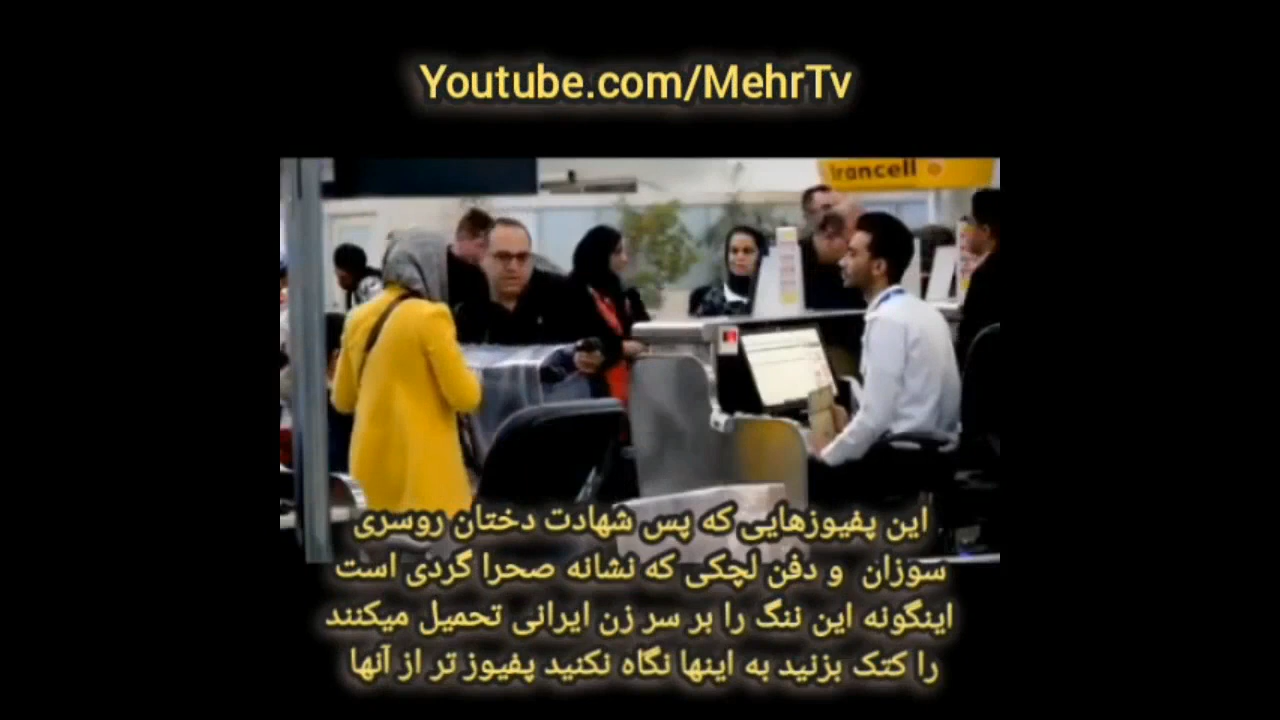 Youtube.com/MehrTv
Irancell
این پفیوزهایی که پس شهادت دختان روسری
سوزان و دفن لچکی که نشانه صحرا گردی است
اینگونه این ننگ را بر سر زن ایرانی تحمیل میکنند
را کتک بزنید به اینها نگاه نکنید پفیوز تر از آنها